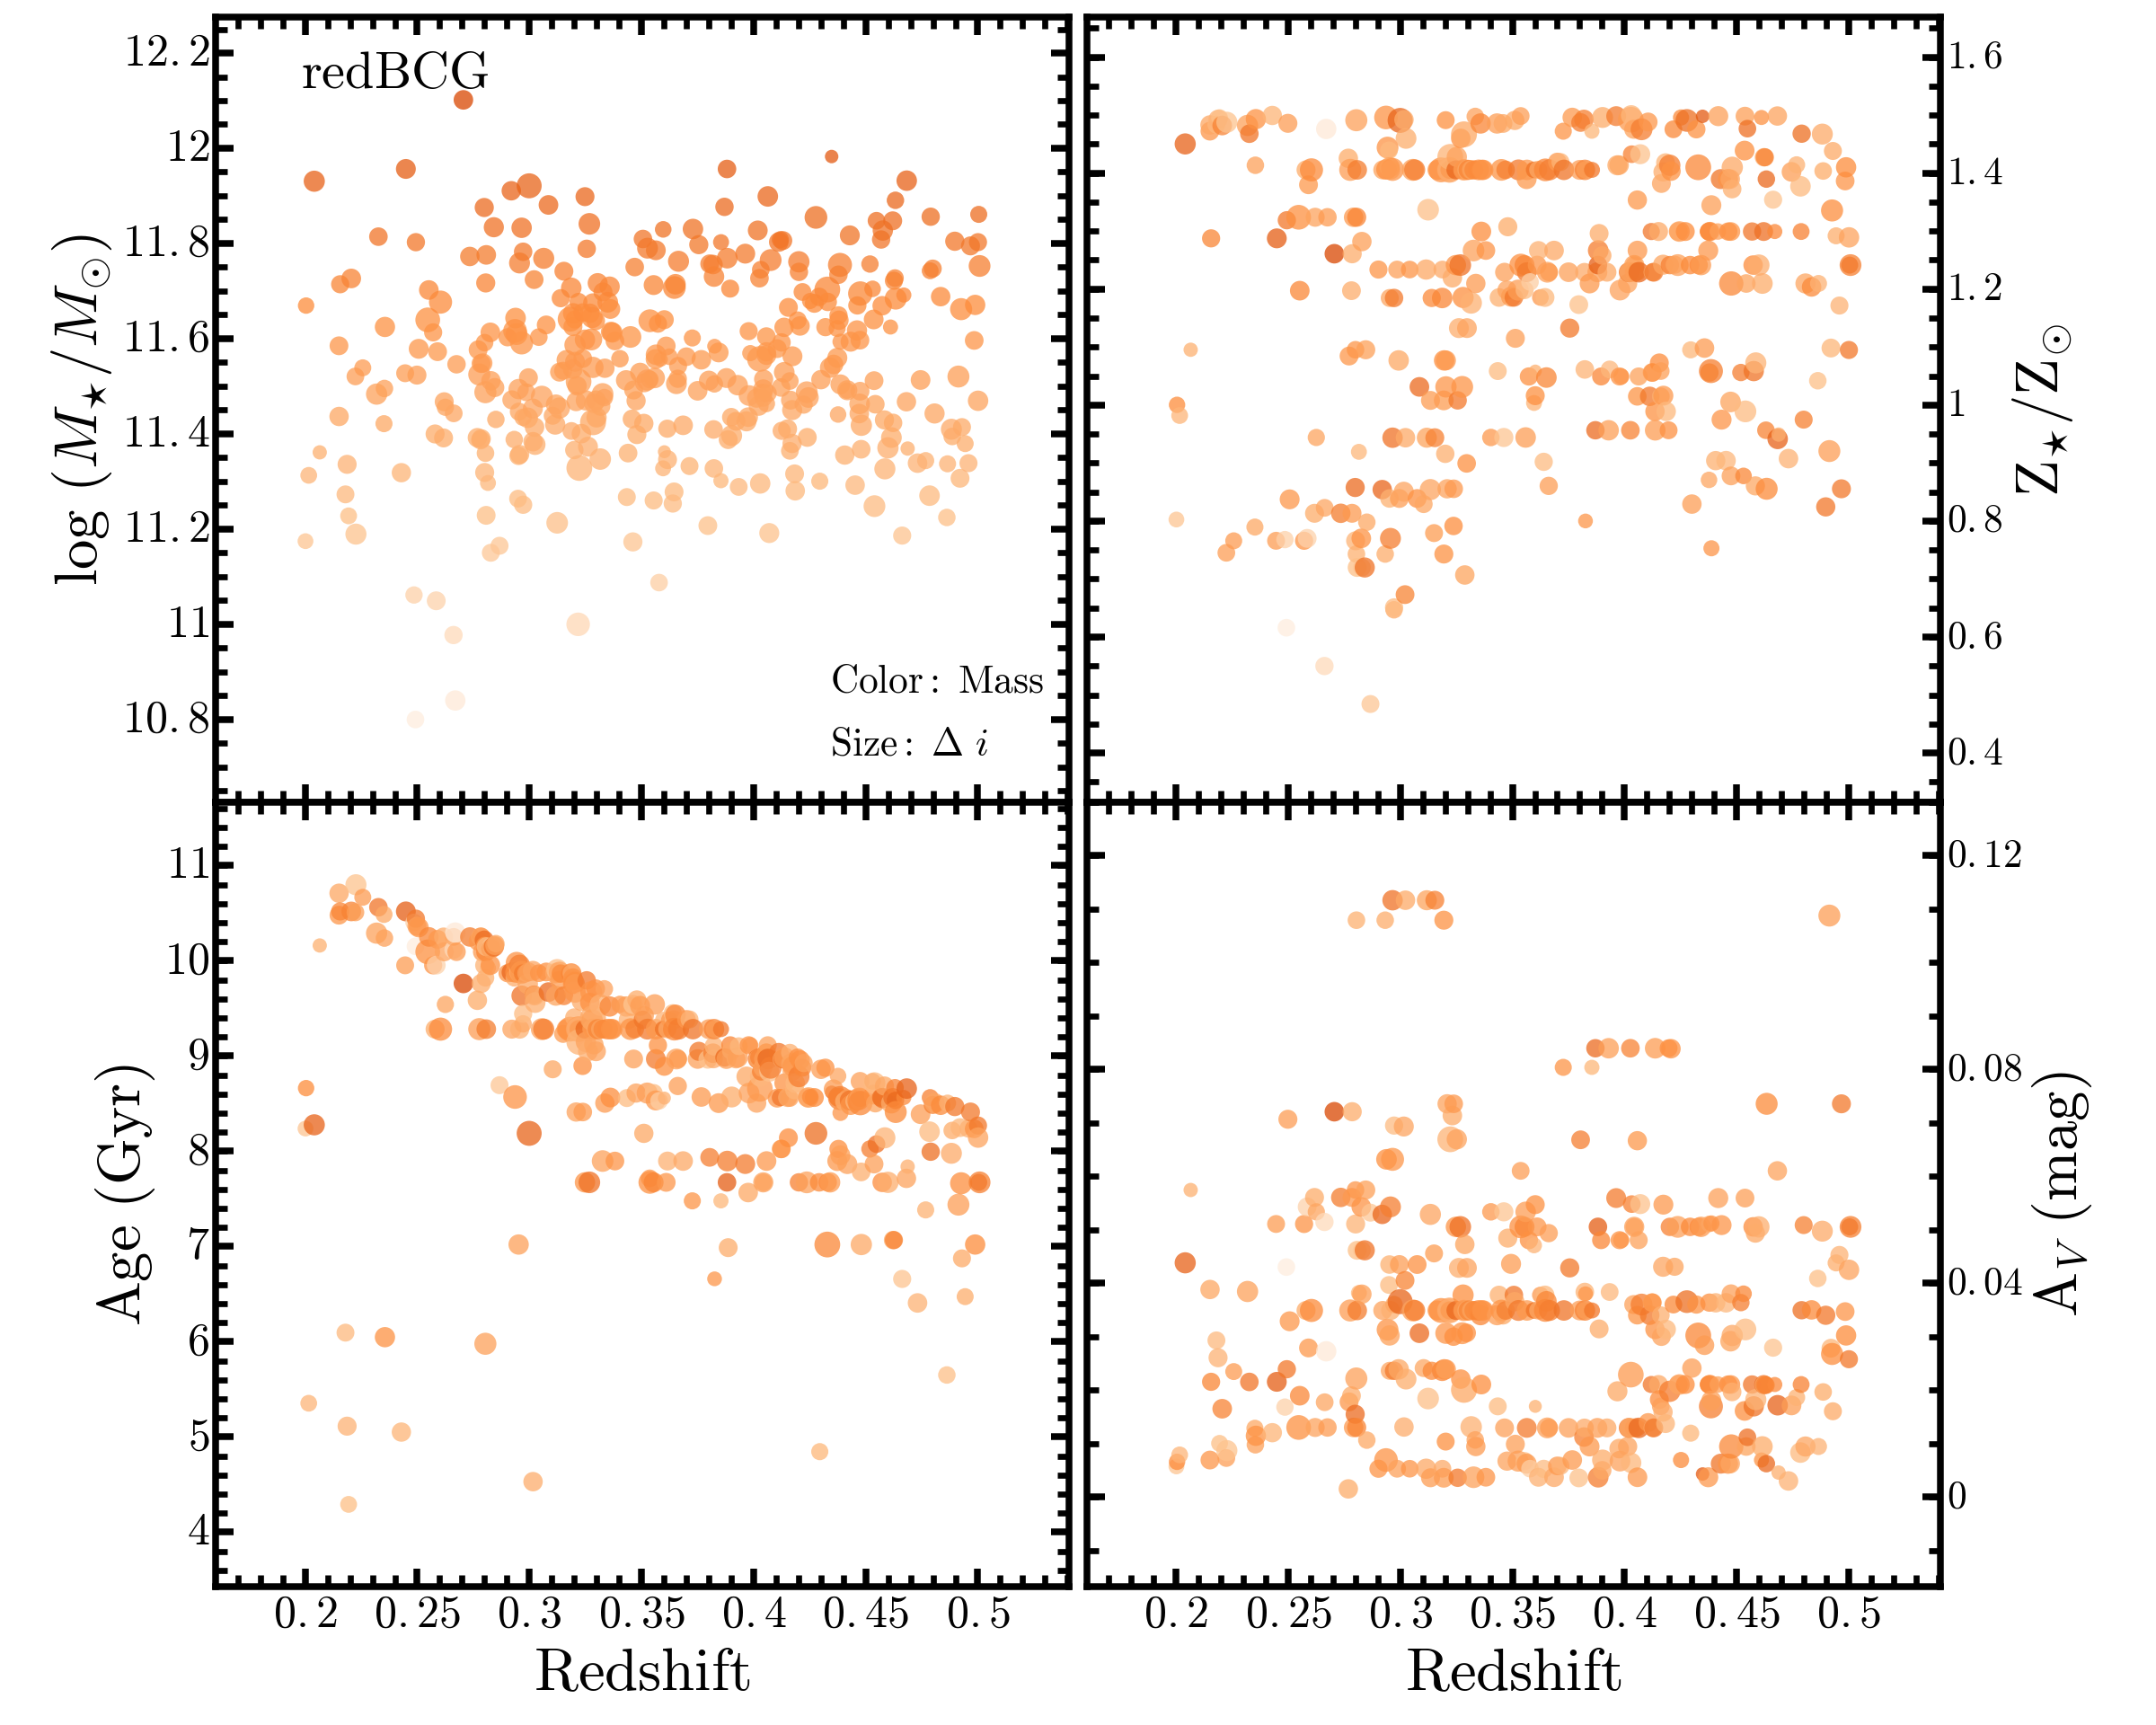 redBCG
12.2
12
11.8
11.6
11.4
11.2
11
10.8
log (M★/M⊙)
Color: Mass
Size: Δ i
1.6
1.4
1.2
1
0.8
0.6
0.4
Z★/Z⊙
11
10
9
8
7
6
5
4
Age (Gyr)
0.12
0.08
0.04
0
A_V (mag)
0.2 0.25 0.3 0.35 0.4 0.45 0.5
Redshift
0.2 0.25 0.3 0.35 0.4 0.45 0.5
Redshift